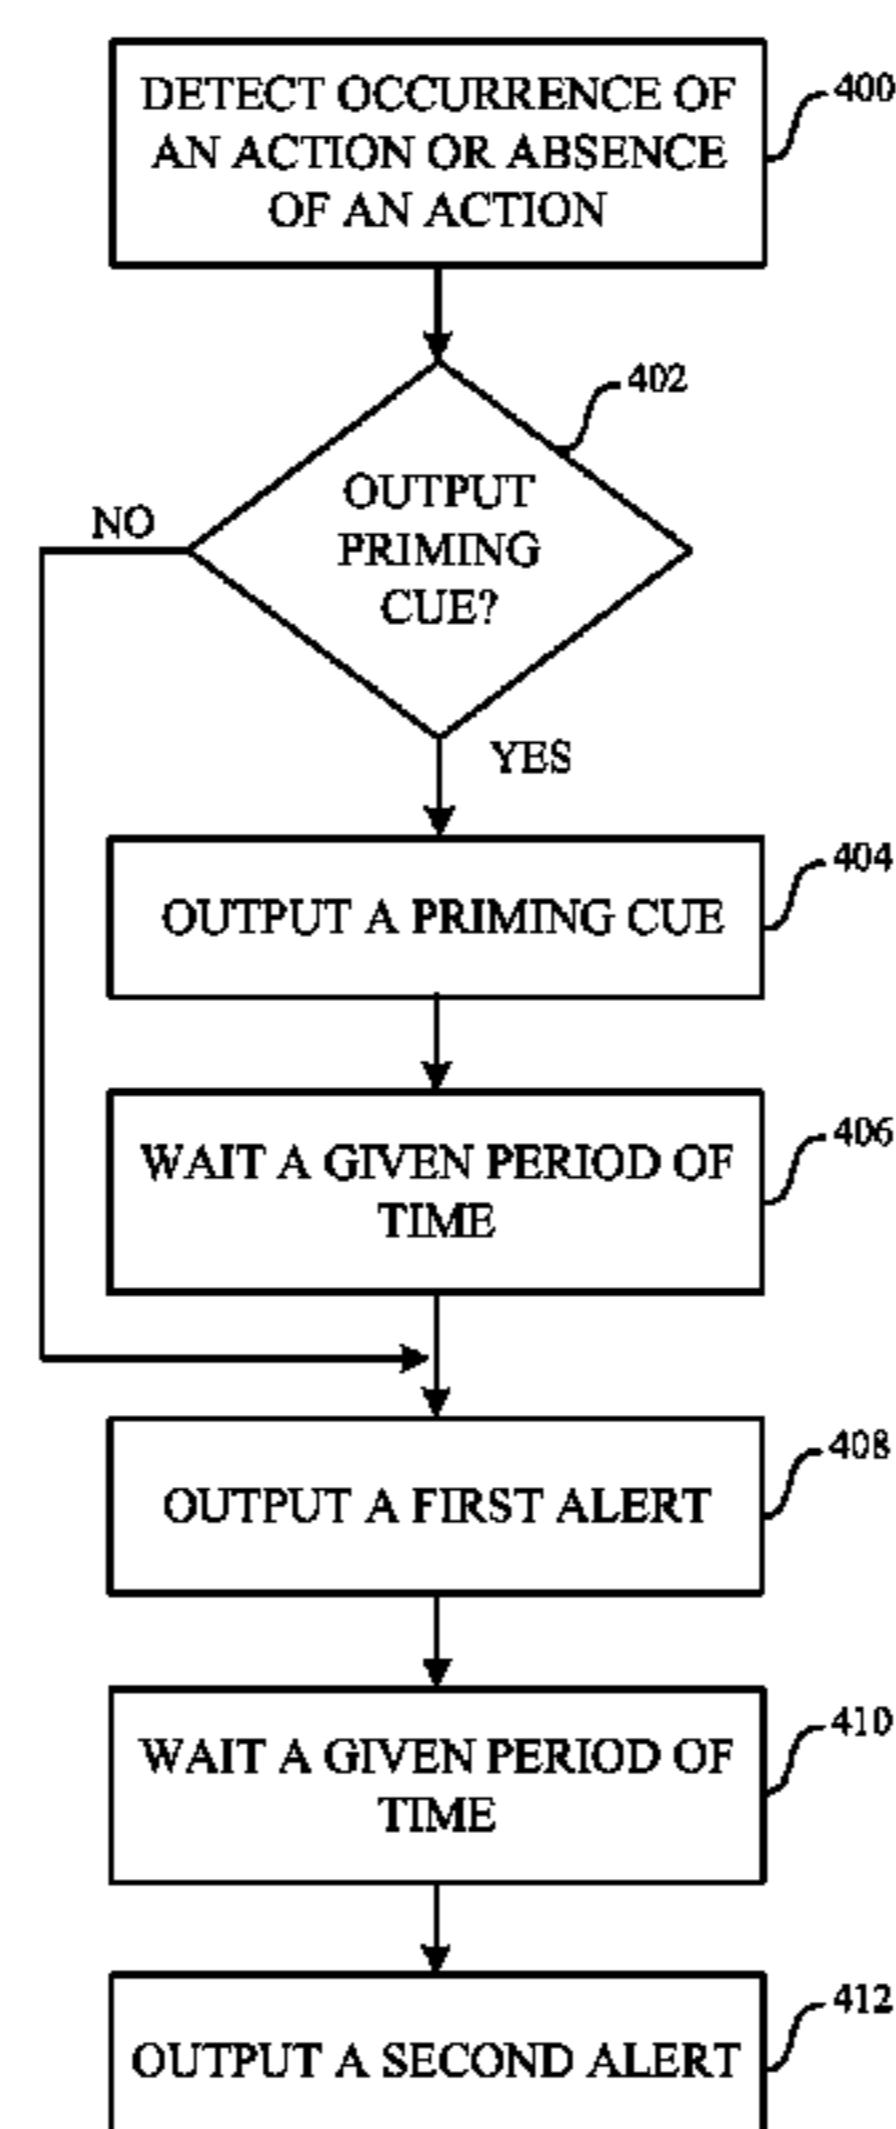 DETECT OCCURRENCE OF
AN ACTION OR ABSENCE
OF AN ACTION
400
402
OUTPUT
PRIMING
CUE?
NO
YES
404
OUTPUT A PRIMING CUE
406
WAIT A GIVEN PERIOD OF
TIME
408
OUTPUT A FIRST ALERT
410
WAIT A GIVEN PERIOD OF
TIME
412
OUTPUT A SECOND ALERT